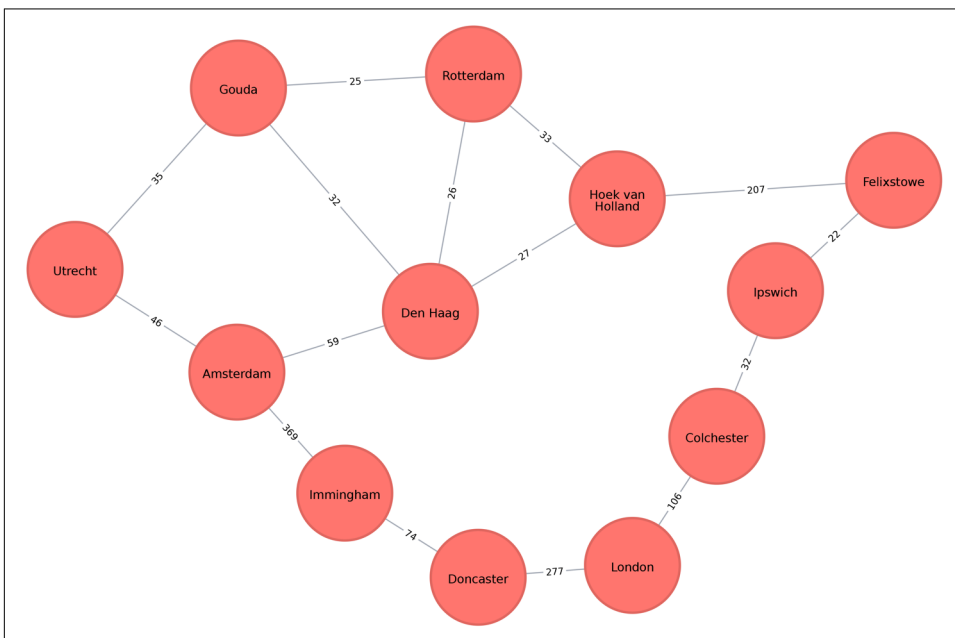 Gouda
25
Rotterdam
33
35
32
26
Hoek van
Holland
207
Felixstowe
22
27
Utrecht
46
Den Haag
Ipswich
59
Amsterdam
32
369
Colchester
Immingham
106
74
Doncaster
277
London